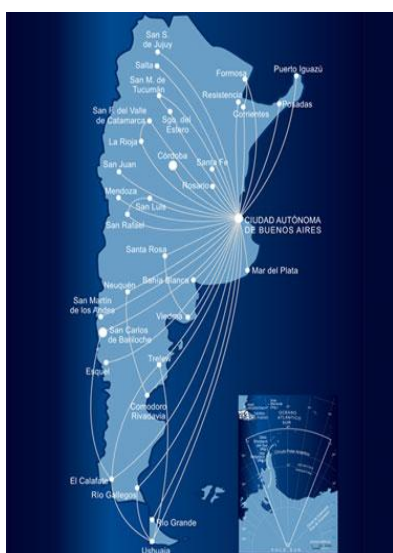 San S.
de Jujuy
Salta
San M. de
Tucumán
San F. del Valle
de Catamarca
Sgo. del
Estero
La Rioja
Córdoba
San Juan
Mendoza
San Luis
San Rafael
Formosa
Puerto Iguazú
Resistencia
Corrientes
Posadas
Santa Fe
Rosario
CIUDAD AUTÓNOMA
DE BUENOS AIRES
Santa Rosa
Mar del Plata
Neuquén
Bahía Blanca
San Martín
de los Andes
San Carlos
de Bariloche
Viedma
Esquel
Trelew
Comodoro
Rivadavia
El Calafate
Río Gallegos
Río Grande
Ushuaia
OCEANO
ATLANTICO
SUR
POLO SUR